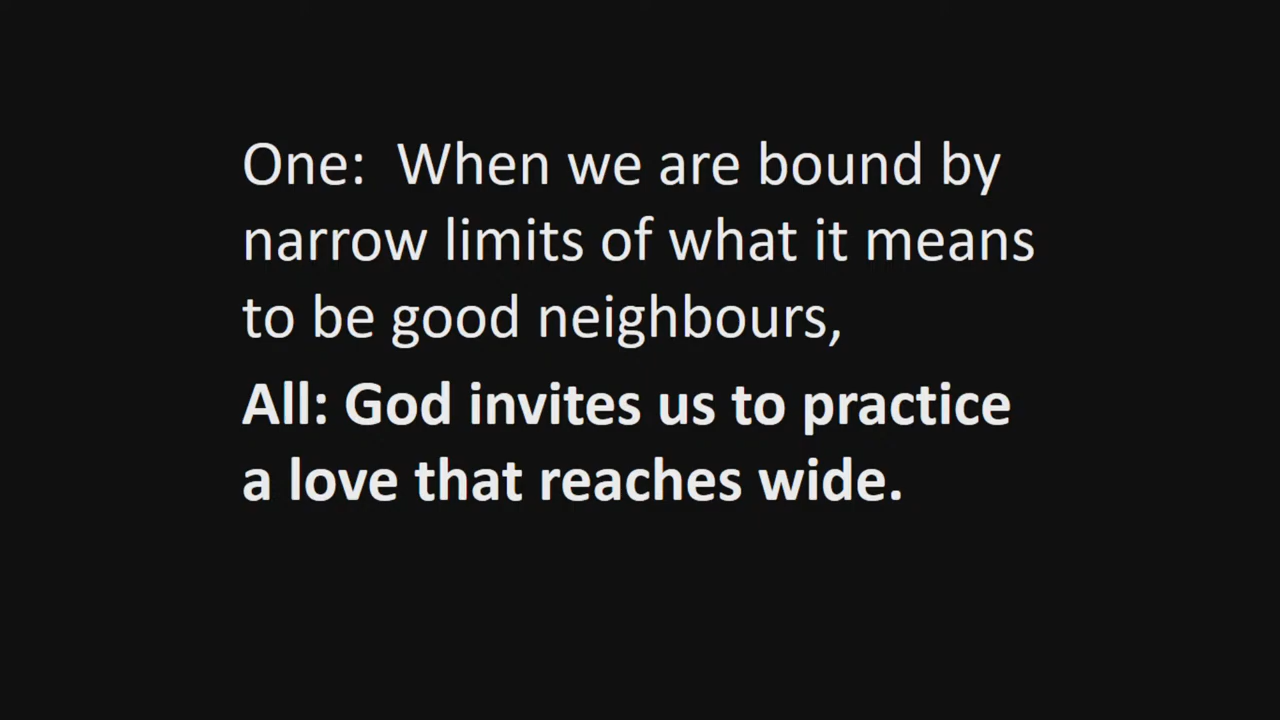 One:  When we are bound by
narrow limits of what it means
to be good neighbours,
All: God invites us to practice
a love that reaches wide.